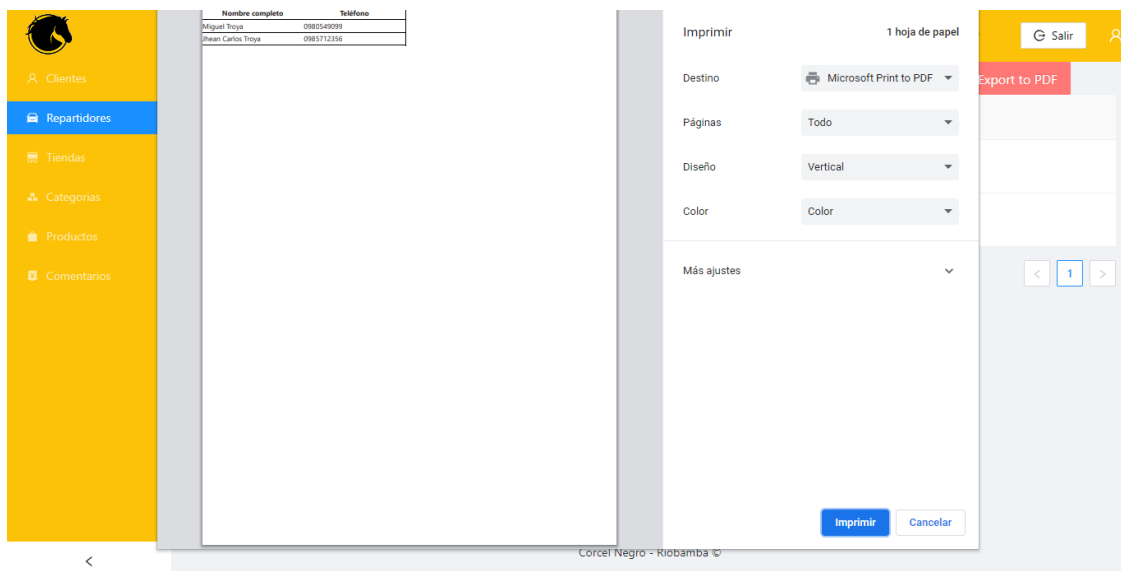 Nombre completo Teléfono
Miguel Troya 0980549099
Jhean Carlos Troya 0985712356
Imprimir 1 hoja de papel
Salir
Clientes
Destino Microsoft Print to PDF
Export to PDF
Repartidores
Páginas Todo
Tiendas
Diseño Vertical
Categorias
Color Color
Productos
Más ajustes
Comentarios
< 1 >
Imprimir Cancelar
Corcel Negro - Riobamba ©
<